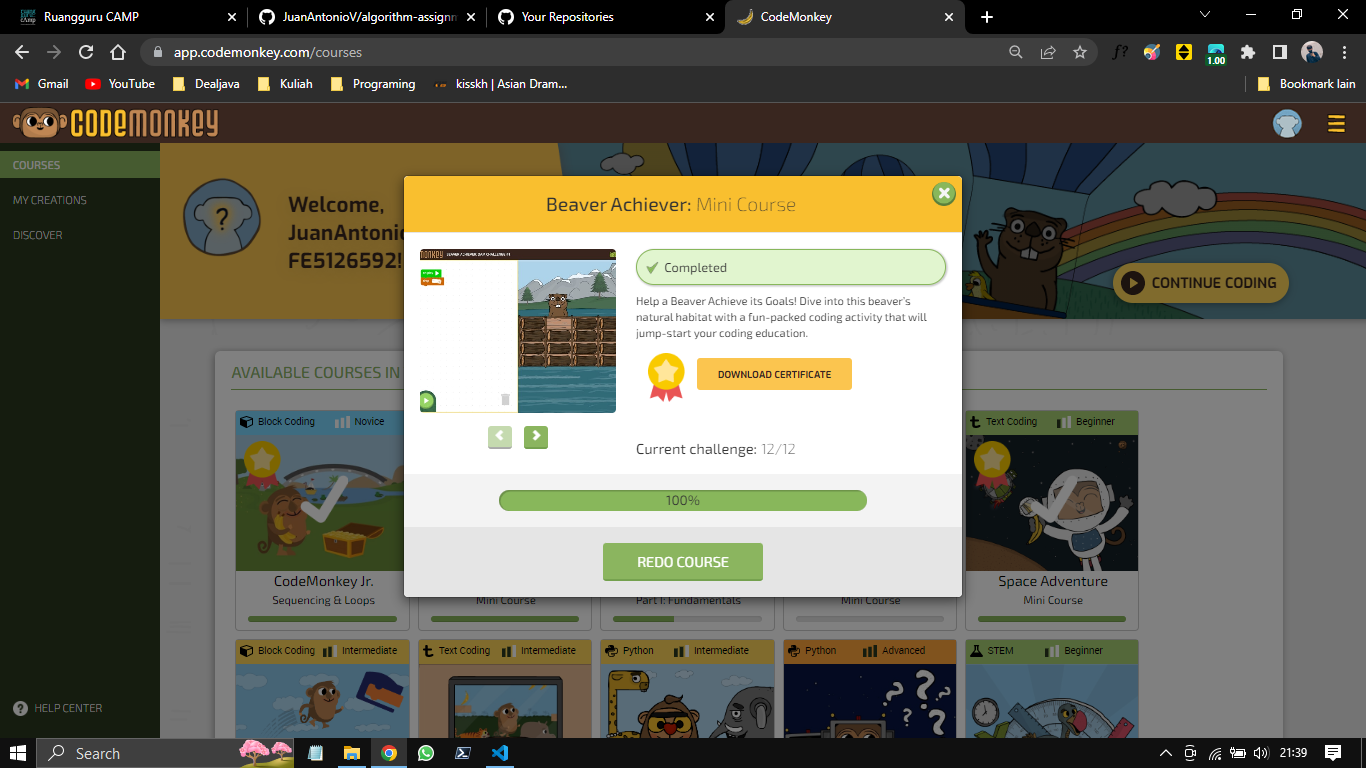 Ruangguru CAMP
JuanAntonioV/algorithm-assignm
Your Repositories
CodeMonkey
app.codemonkey.com/courses
f?
1.00
Gmail
YouTube
Dealjava
Kuliah
Programing
kisskh | Asian Dram...
Bookmark lain
CODEMONKEY
COURSES
MY CREATIONS
DISCOVER
HELP CENTER
?
Welcome,
JuanAntonio
FE5126592!
CONTINUE CODING
Beaver Achiever: Mini Course
Completed
Help a Beaver Achieve its Goals! Dive into this beaver's
natural habitat with a fun-packed coding activity that will
jump-start your coding education.
DOWNLOAD CERTIFICATE
Current challenge: 12/12
100%
REDO COURSE
AVAILABLE COURSES IN
Block Coding Novice
Text Coding Beginner
CodeMonkey Jr.
Sequencing & Loops
Mini Course
Part 1: Fundamentals
Mini Course
Space Adventure
Mini Course
Block Coding Intermediate
Text Coding Intermediate
Python Intermediate
Python Advanced
STEM Beginner
? ? ? ? ?
Search
21:39